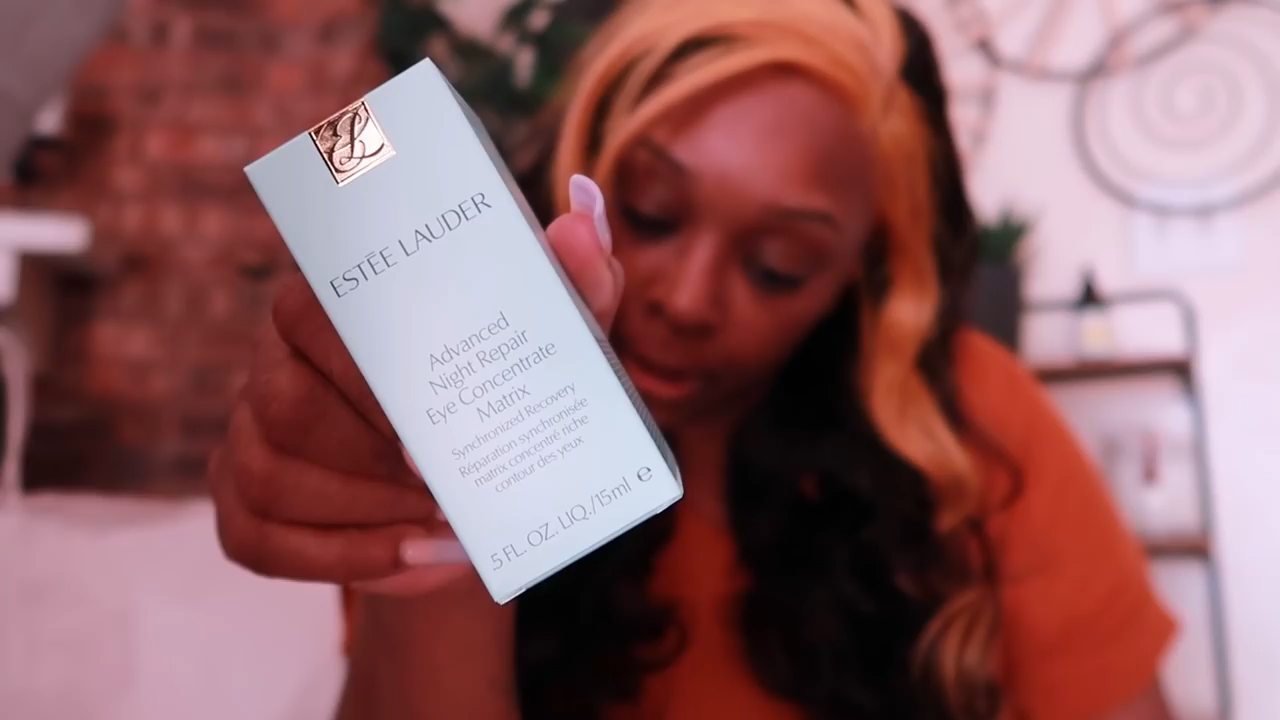 EL
ESTĒE LAUDER
Advanced
Night Repair
Eye Concentrate
Matrix
Synchronized Recovery
Réparation synchronisée
matrix concentré riche
contour des yeux
.5 FL. OZ. LIQ./15ml ℮